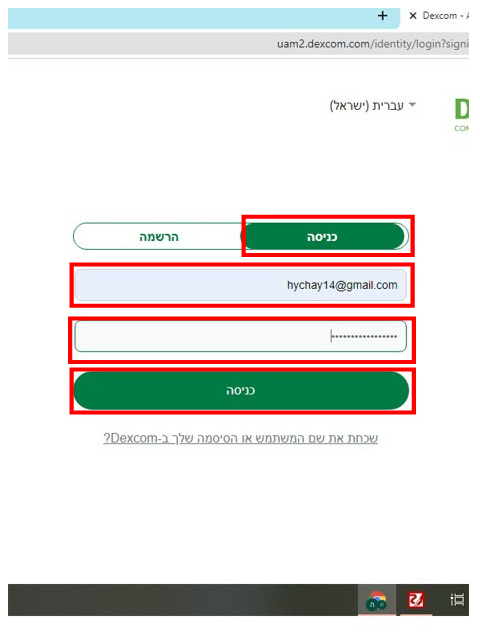 Dexcom - A
uam2.dexcom.com/identity/login?signi
עברית (ישראל)
D
COM
כניסה
הרשמה
hychay14@gmail.com
כניסה
שכחת את שם המשתמש או הסיסמה שלך ב-Dexcom?